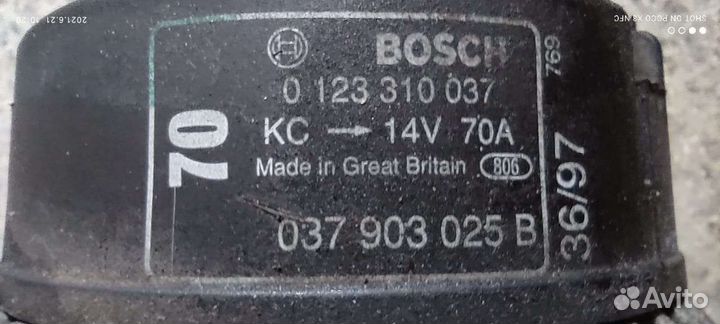 2021.6.21 10:20
SHOT ON POCO X3 NFC
BOSCH
0 123 310 037
KC → 14V 70A
Made in Great Britain 806
037 903 025 B
70
36/97
769
Avito